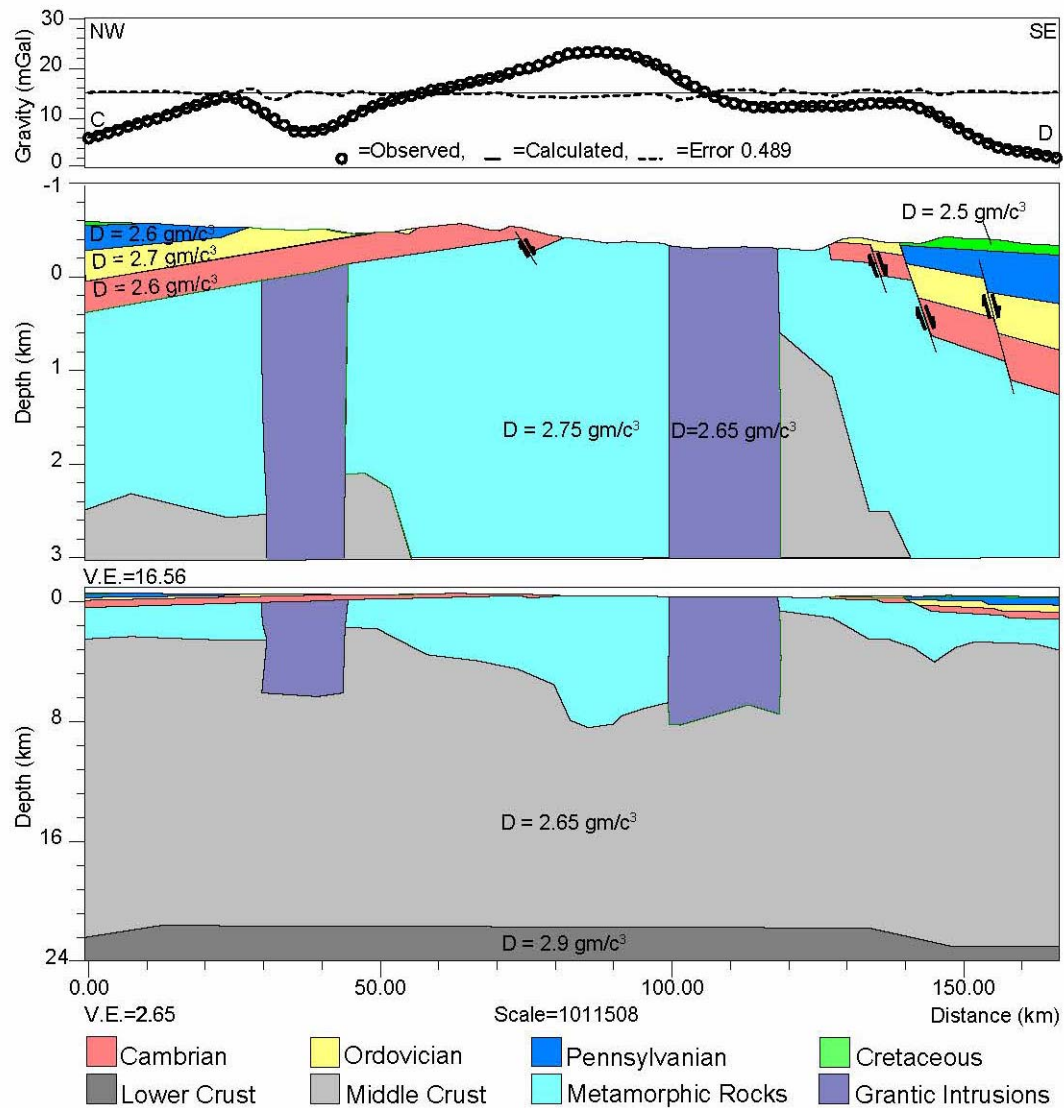 30
NW
SE
20
10
C
D
0
Gravity (mGal)
=Observed, =Calculated, =Error 0.489
-1
D = 2.5 gm/c³
D = 2.6 gm/c³
D = 2.7 gm/c³
0
D = 2.6 gm/c³
1
Depth (km)
D = 2.75 gm/c³
D=2.65 gm/c³
2
3
V.E.=16.56
0
8
Depth (km)
D = 2.65 gm/c³
16
D = 2.9 gm/c³
24
0.00
50.00
100.00
150.00
V.E.=2.65
Scale=1011508
Distance (km)
Cambrian
Ordovician
Pennsylvanian
Cretaceous
Lower Crust
Middle Crust
Metamorphic Rocks
Grantic Intrusions